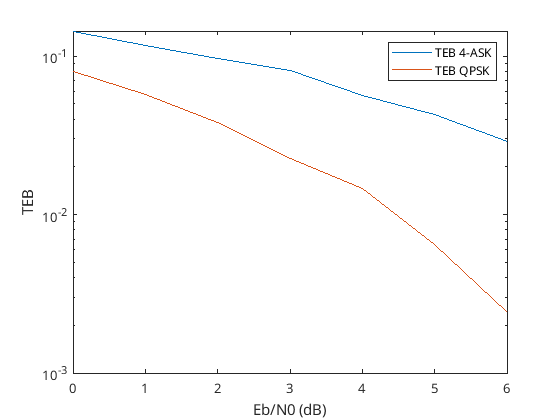 TEB 4-ASK
TEB QPSK
10-1
10-2
10-3
TEB
0 1 2 3 4 5 6
Eb/N0 (dB)